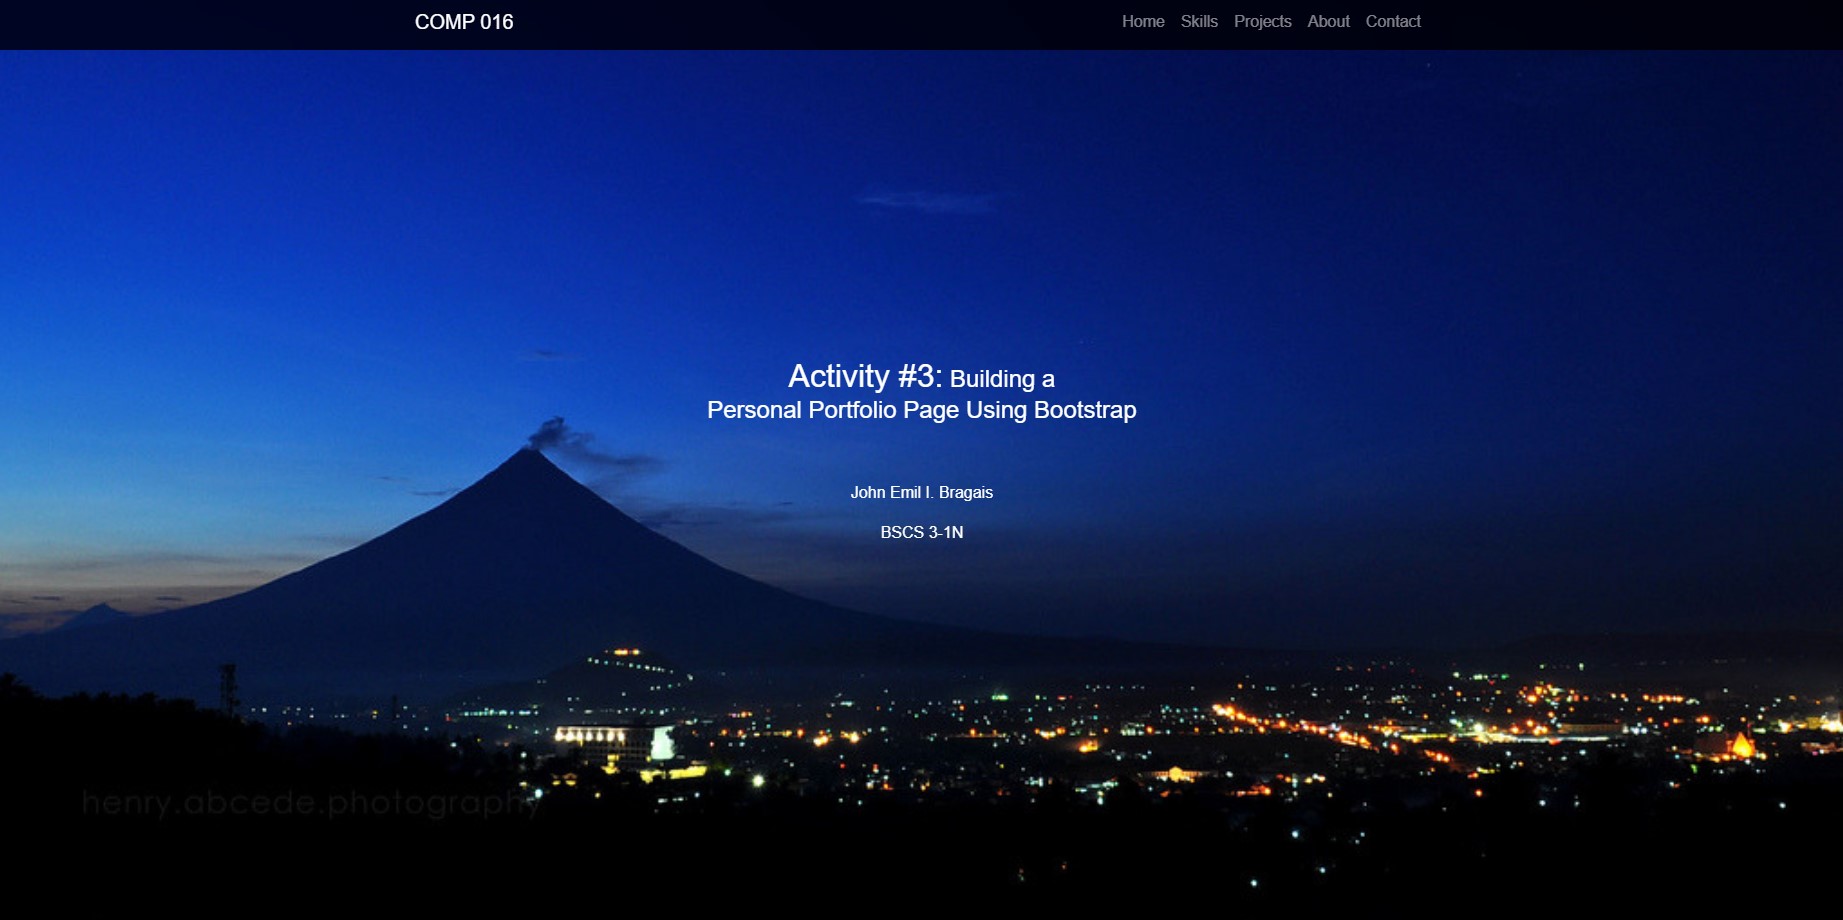 COMP 016
Home Skills Projects About Contact
Activity #3: Building a
Personal Portfolio Page Using Bootstrap
John Emil I. Bragais
BSCS 3-1N
henry.abcede.photography